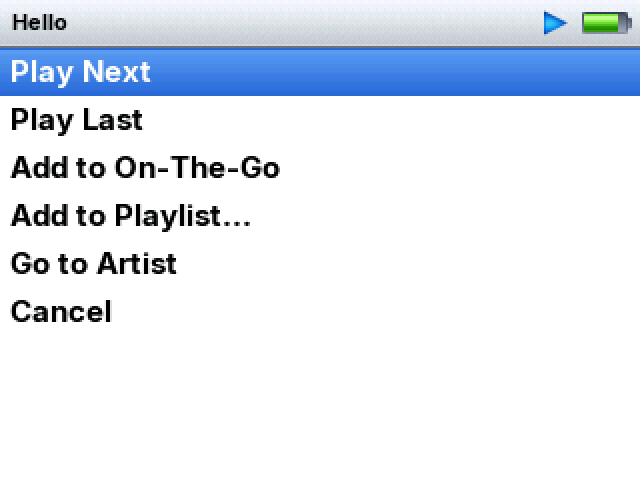 Hello
Play Next
Play Last
Add to On-The-Go
Add to Playlist...
Go to Artist
Cancel